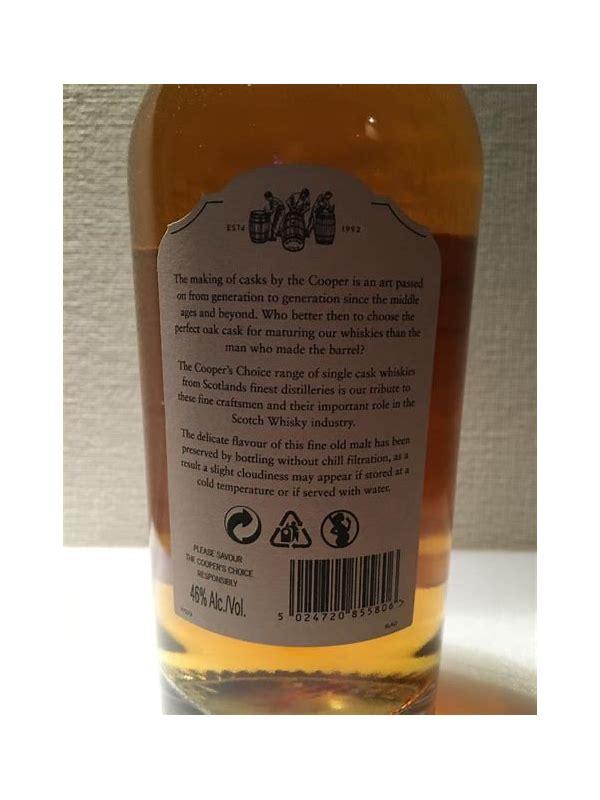 ESTd 1992
The making of casks by the Cooper is an art passed
on from generation to generation since the middle
ages and beyond. Who better then to choose the
perfect oak cask for maturing our whiskies than the
man who made the barrel?
The Cooper's Choice range of single cask whiskies
from Scotlands finest distilleries is our tribute to
these fine craftsmen and their important role in the
Scotch Whisky industry.
The delicate flavour of this fine old malt has been
preserved by bottling without chill filtration, as a
result a slight cloudiness may appear if stored at a
cold temperature or if served with water.
PLEASE SAVOUR
THE COOPER'S CHOICE
RESPONSIBLY
46% Alc./Vol.
5 024720 855806 >